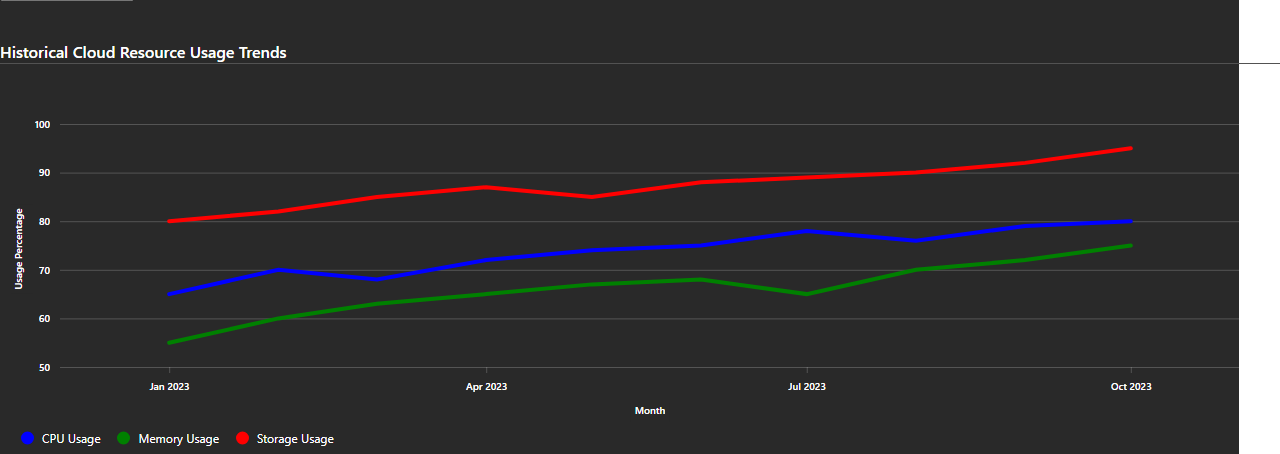 Historical Cloud Resource Usage Trends
100
90
80
70
60
50
Usage Percentage
Jan 2023 Apr 2023 Jul 2023 Oct 2023
Month
CPU Usage Memory Usage Storage Usage